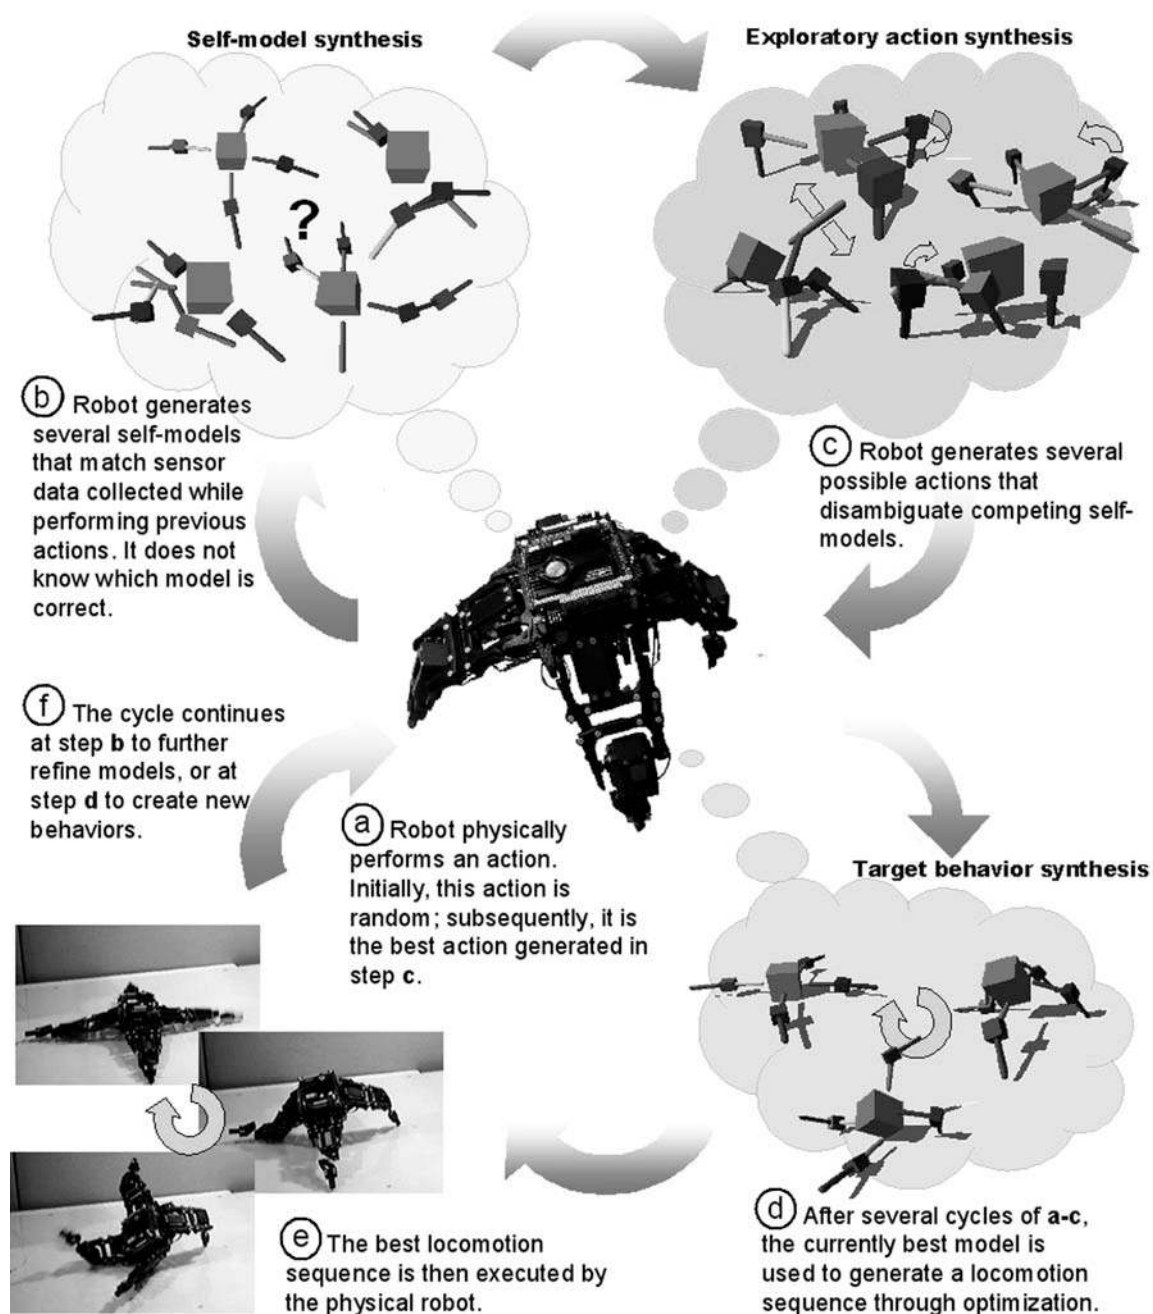 Self-model synthesis
Exploratory action synthesis
?
b Robot generates
several self-models
that match sensor
data collected while
performing previous
actions. It does not
know which model is
correct.
c Robot generates several
possible actions that
disambiguate competing self-
models.
f The cycle continues
at step b to further
refine models, or at
step d to create new
behaviors.
a Robot physically
performs an action.
Initially, this action is
random; subsequently, it is
the best action generated in
step c.
Target behavior synthesis
e The best locomotion
sequence is then executed by
the physical robot.
d After several cycles of a-c,
the currently best model is
used to generate a locomotion
sequence through optimization.